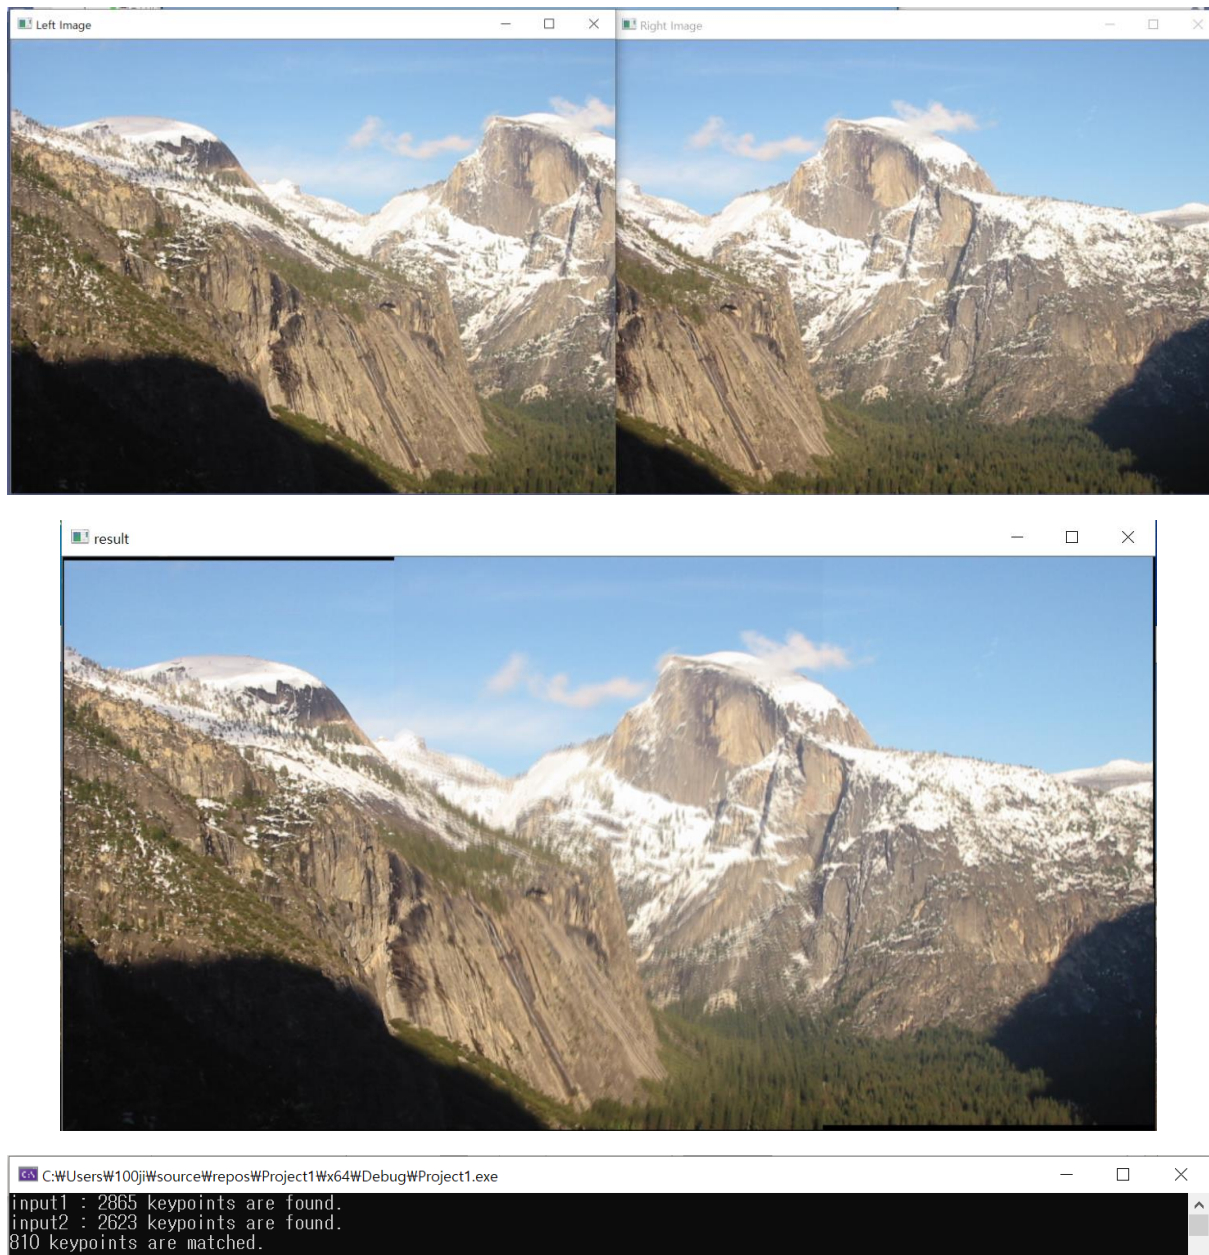 Left Image
Right Image
result
C:₩Users₩100ji₩source₩repos₩Project1₩x64₩Debug₩Project1.exe
input1 : 2865 keypoints are found.
input2 : 2623 keypoints are found.
810 keypoints are matched.